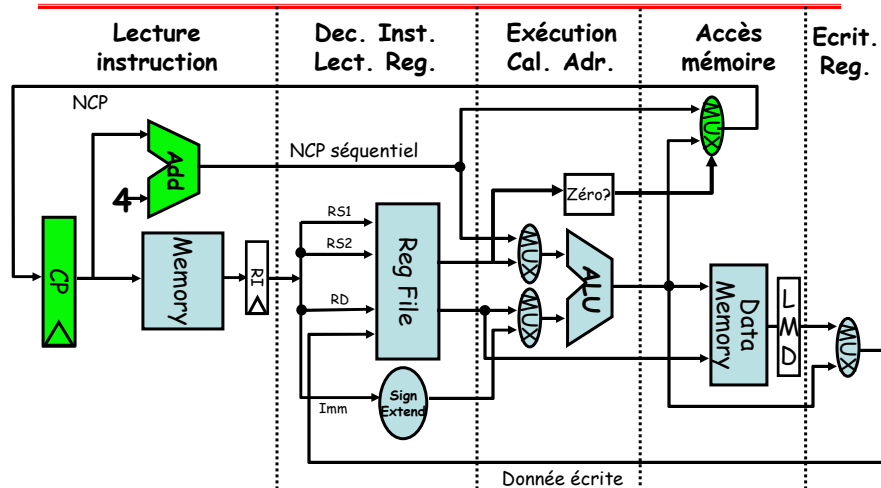 Lecture
instruction
Dec. Inst.
Lect. Reg.
Exécution
Cal. Adr.
Accès
mémoire
Ecrit.
Reg.
NCP
Add
4
NCP séquentiel
MUX
Zéro?
CP
Memory
RI
RS1
RS2
RD
Reg File
MUX
MUX
ALU
Data
Memory
L
M
D
MUX
Imm
Sign
Extend
Donnée écrite